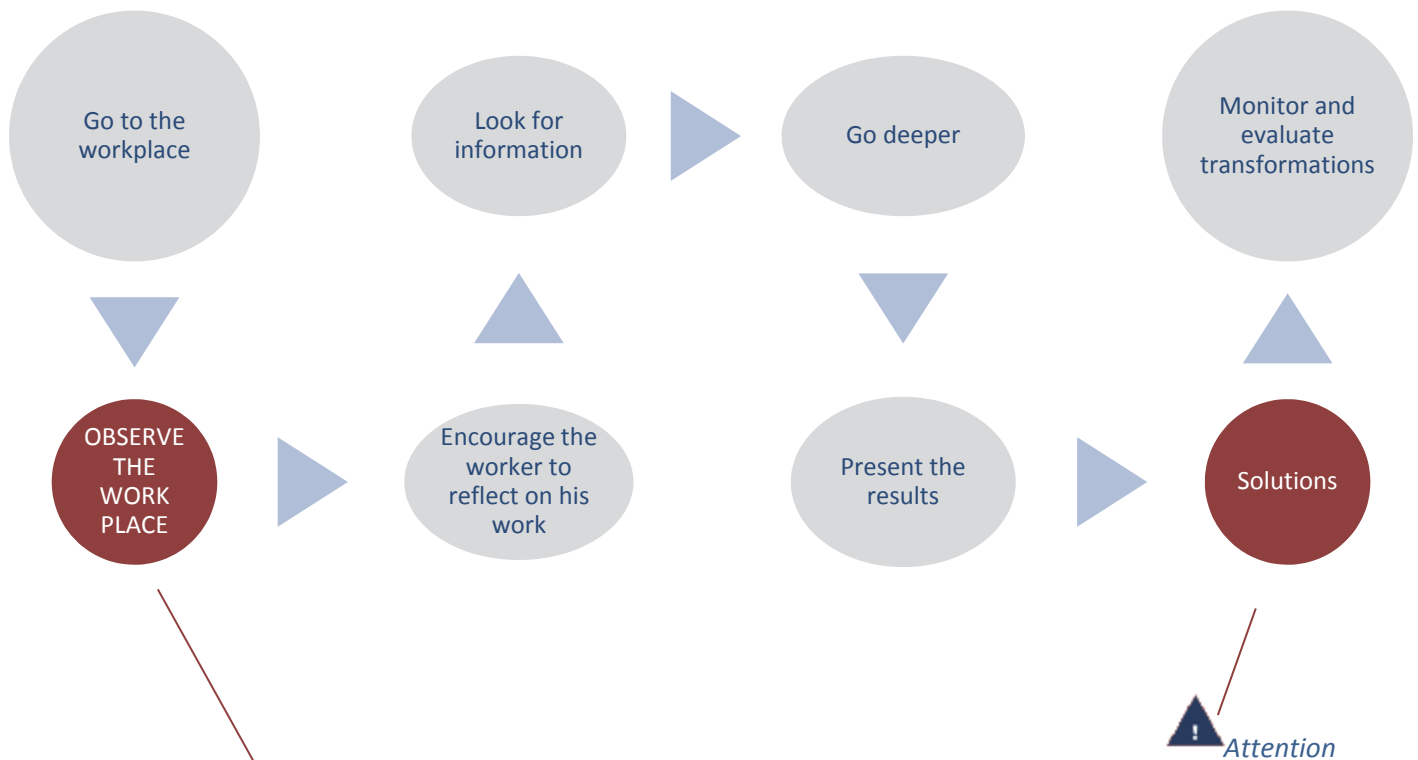 Go to the
workplace
OBSERVE
THE
WORK
PLACE
Encourage the
worker to
reflect on his
work
Look for
information
Go deeper
Present the
results
Solutions
Monitor and
evaluate
transformations
!
Attention